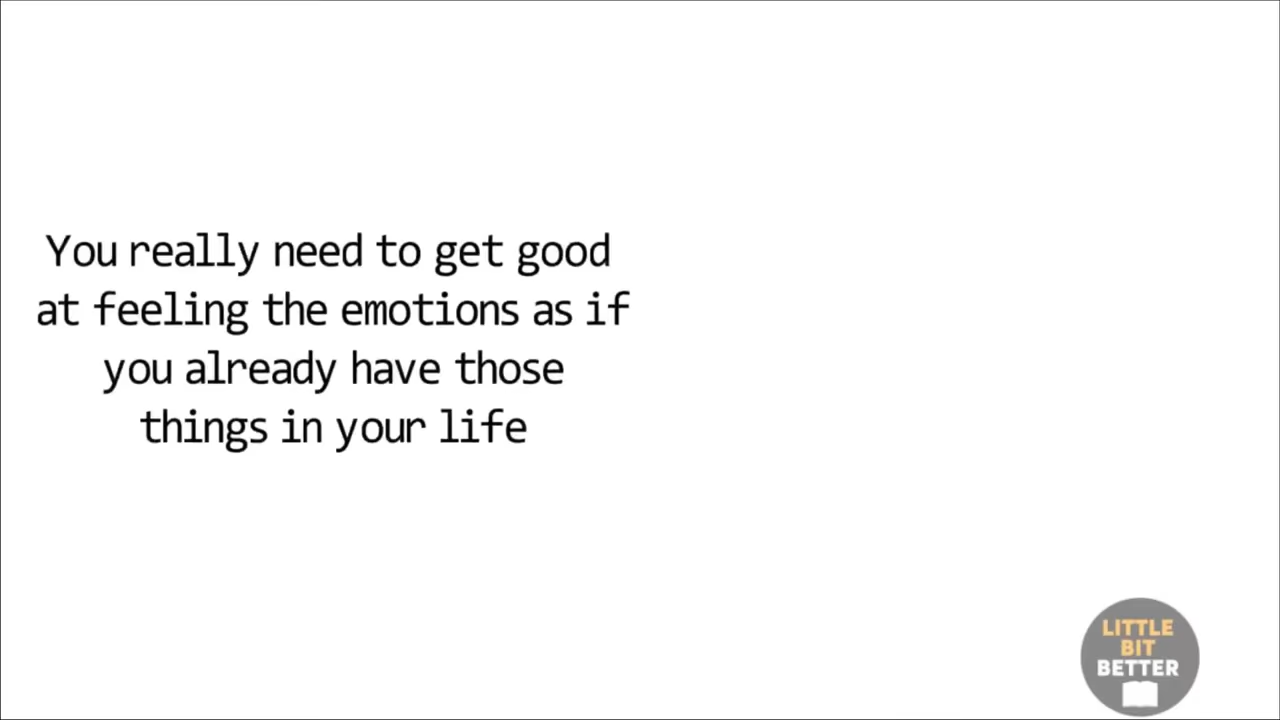 You really need to get good
at feeling the emotions as if
you already have those
things in your life
LITTLE
BIT
BETTER